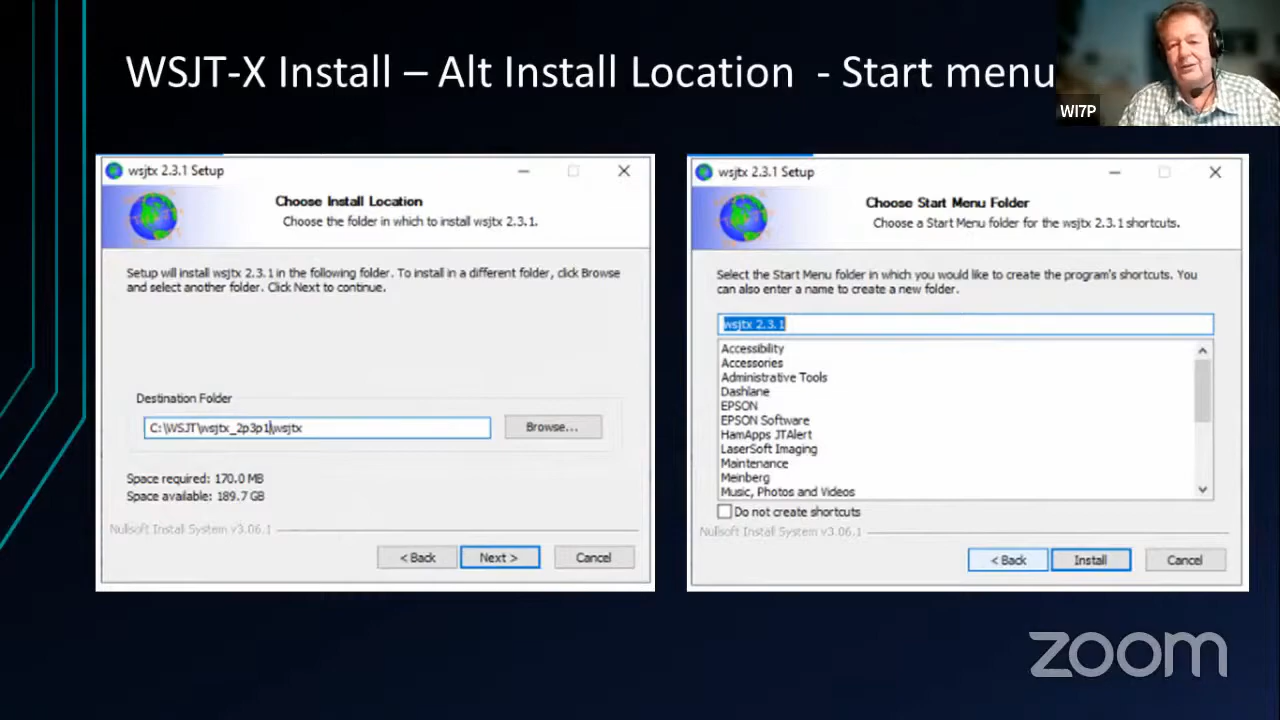 WSJT-X Install – Alt Install Location - Start menu
WI7P
wsjtx 2.3.1 Setup
Choose Install Location
Choose the folder in which to install wsjtx 2.3.1.
Setup will install wsjtx 2.3.1 in the following folder. To install in a different folder, click Browse
and select another folder. Click Next to continue.
Destination Folder
C:\WSJT\wsjtx_2p3p1\wsjtx
Browse...
Space required: 170.0 MB
Space available: 189.7 GB
Nullsoft Install System v3.06.1
< Back
Next >
Cancel
wsjtx 2.3.1 Setup
Choose Start Menu Folder
Choose a Start Menu folder for the wsjtx 2.3.1 shortcuts.
Select the Start Menu folder in which you would like to create the program's shortcuts. You
can also enter a name to create a new folder.
wsjtx 2.3.1
Accessibility
Accessories
Administrative Tools
Dashlane
EPSON
EPSON Software
HamApps JTAlert
LaserSoft Imaging
Maintenance
Meinberg
Music, Photos and Videos
Do not create shortcuts
Nullsoft Install System v3.06.1
< Back
Install
Cancel
zoom